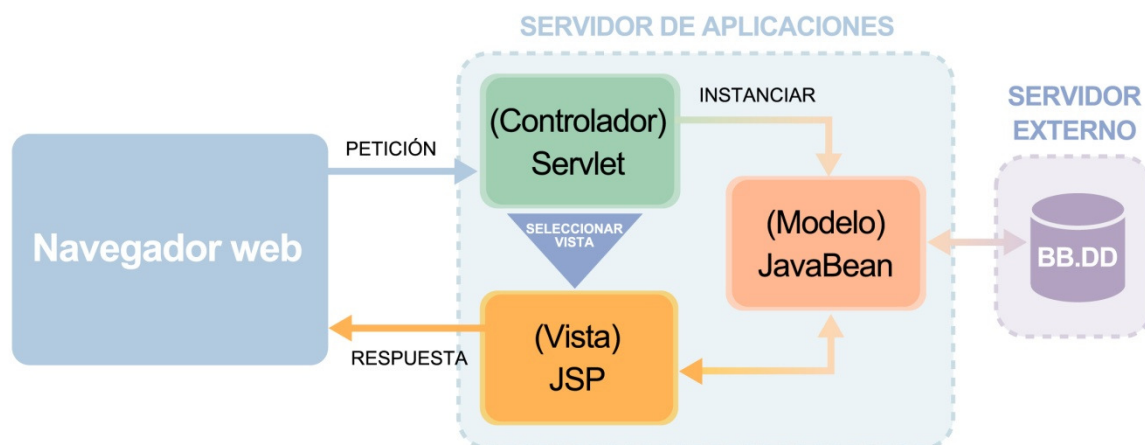 SERVIDOR DE APLICACIONES
(Controlador)
Servlet
INSTANCIAR
SERVIDOR
EXTERNO
PETICIÓN
Navegador web
SELECCIONAR
VISTA
(Modelo)
JavaBean
BB.DD
RESPUESTA
(Vista)
JSP